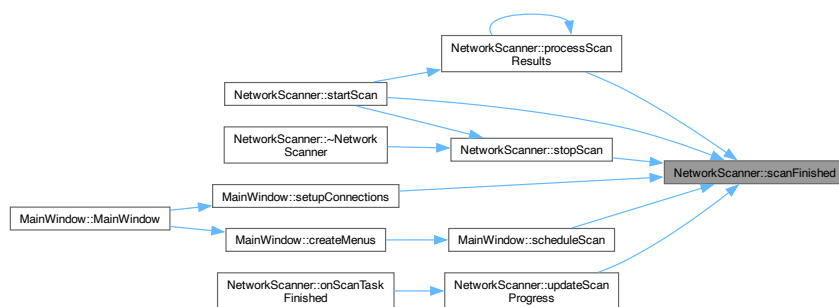 NetworkScanner::processScan
Results
NetworkScanner::startScan
NetworkScanner::~Network
Scanner
NetworkScanner::stopScan
NetworkScanner::scanFinished
MainWindow::setupConnections
MainWindow::MainWindow
MainWindow::createMenus
MainWindow::scheduleScan
NetworkScanner::onScanTask
Finished
NetworkScanner::updateScan
Progress